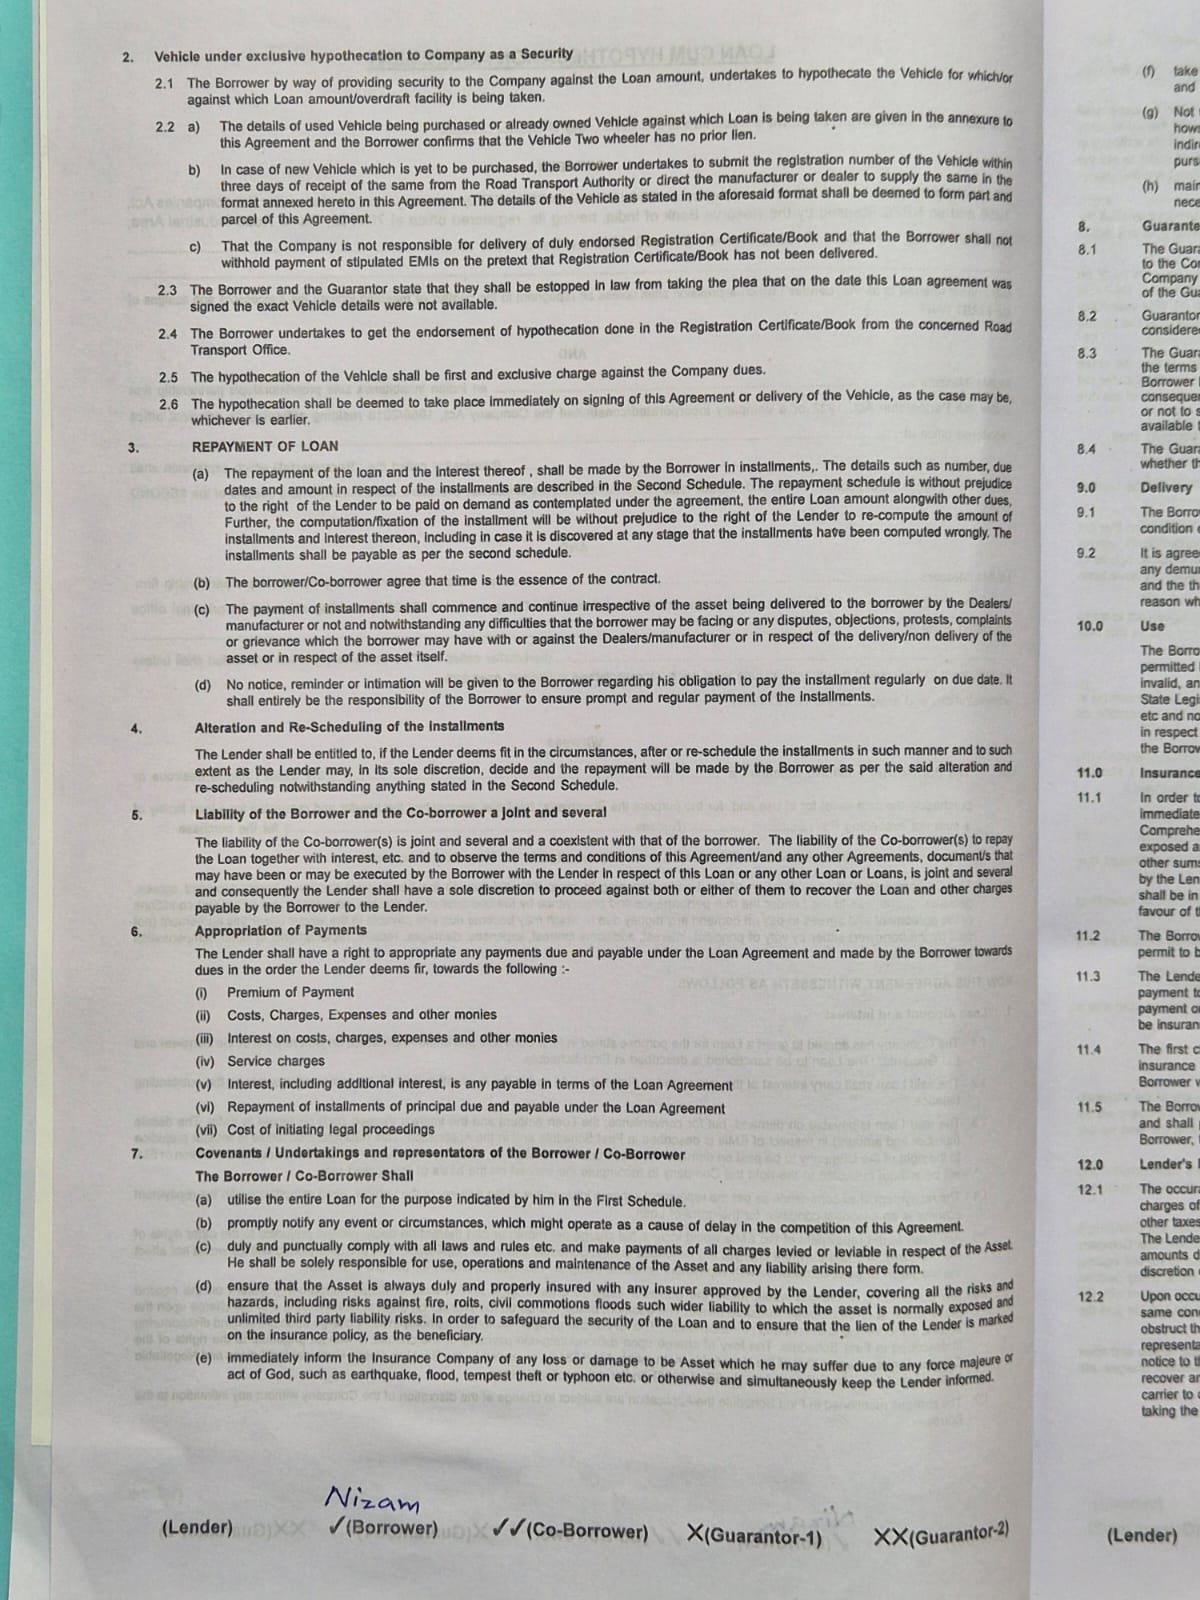 2. Vehicle under exclusive hypothecation to Company as a Security
2.1 The Borrower by way of providing security to the Company against the Loan amount, undertakes to hypothecate the Vehicle for which/or
against which Loan amount/overdraft facility is being taken.
2.2 a) The details of used Vehicle being purchased or already owned Vehicle against which Loan is being taken are given in the annexure to
this Agreement and the Borrower confirms that the Vehicle Two wheeler has no prior lien.
b) In case of new Vehicle which is yet to be purchased, the Borrower undertakes to submit the registration number of the Vehicle within
three days of receipt of the same from the Road Transport Authority or direct the manufacturer or dealer to supply the same in the
format annexed hereto in this Agreement. The details of the Vehicle as stated in the aforesaid format shall be deemed to form part and
parcel of this Agreement.
c) That the Company is not responsible for delivery of duly endorsed Registration Certificate/Book and that the Borrower shall not
withhold payment of stipulated EMIs on the pretext that Registration Certificate/Book has not been delivered.
2.3 The Borrower and the Guarantor state that they shall be estopped in law from taking the plea that on the date this Loan agreement was
signed the exact Vehicle details were not available.
2.4 The Borrower undertakes to get the endorsement of hypothecation done in the Registration Certificate/Book from the concerned Road
Transport Office.
2.5 The hypothecation of the Vehicle shall be first and exclusive charge against the Company dues.
2.6 The hypothecation shall be deemed to take place immediately on signing of this Agreement or delivery of the Vehicle, as the case may be,
whichever is earlier.
3. REPAYMENT OF LOAN
(a) The repayment of the loan and the Interest thereof , shall be made by the Borrower in installments,. The details such as number, due
dates and amount in respect of the installments are described in the Second Schedule. The repayment schedule is without prejudice
to the right of the Lender to be paid on demand as contemplated under the agreement, the entire Loan amount alongwith other dues,
Further, the computation/fixation of the installment will be without prejudice to the right of the Lender to re-compute the amount of
installments and Interest thereon, including in case it is discovered at any stage that the installments have been computed wrongly. The
installments shall be payable as per the second schedule.
(b) The borrower/Co-borrower agree that time is the essence of the contract.
(c) The payment of installments shall commence and continue irrespective of the asset being delivered to the borrower by the Dealers/
manufacturer or not and notwithstanding any difficulties that the borrower may be facing or any disputes, objections, protests, complaints
or grievance which the borrower may have with or against the Dealers/manufacturer or in respect of the delivery/non delivery of the
asset or in respect of the asset itself.
(d) No notice, reminder or intimation will be given to the Borrower regarding his obligation to pay the installment regularly on due date. It
shall entirely be the responsibility of the Borrower to ensure prompt and regular payment of the installments.
4. Alteration and Re-Scheduling of the installments
The Lender shall be entitled to, if the Lender deems fit in the circumstances, after or re-schedule the installments in such manner and to such
extent as the Lender may, in its sole discretion, decide and the repayment will be made by the Borrower as per the said alteration and
re-scheduling notwithstanding anything stated in the Second Schedule.
5. Liability of the Borrower and the Co-borrower a joint and several
The liability of the Co-borrower(s) is joint and several and a coexistent with that of the borrower. The liability of the Co-borrower(s) to repay
the Loan together with interest, etc. and to observe the terms and conditions of this Agreement/and any other Agreements, document/s that
may have been or may be executed by the Borrower with the Lender in respect of this Loan or any other Loan or Loans, is joint and several
and consequently the Lender shall have a sole discretion to proceed against both or either of them to recover the Loan and other charges
payable by the Borrower to the Lender.
6. Appropriation of Payments
The Lender shall have a right to appropriate any payments due and payable under the Loan Agreement and made by the Borrower towards
dues in the order the Lender deems fir, towards the following :-
(i) Premium of Payment
(ii) Costs, Charges, Expenses and other monies
(iii) Interest on costs, charges, expenses and other monies
(iv) Service charges
(v) Interest, including additional interest, is any payable in terms of the Loan Agreement
(vi) Repayment of installments of principal due and payable under the Loan Agreement
(vii) Cost of initiating legal proceedings
7. Covenants / Undertakings and representators of the Borrower / Co-Borrower
The Borrower / Co-Borrower Shall
(a) utilise the entire Loan for the purpose indicated by him in the First Schedule.
(b) promptly notify any event or circumstances, which might operate as a cause of delay in the competition of this Agreement.
(c) duly and punctually comply with all laws and rules etc. and make payments of all charges levied or leviable in respect of the Asset.
He shall be solely responsible for use, operations and maintenance of the Asset and any liability arising there form.
(d) ensure that the Asset is always duly and properly insured with any insurer approved by the Lender, covering all the risks and
hazards, including risks against fire, roits, civil commotions floods such wider liability to which the asset is normally exposed and
unlimited third party liability risks. In order to safeguard the security of the Loan and to ensure that the lien of the Lender is marked
on the insurance policy, as the beneficiary.
(e) immediately inform the Insurance Company of any loss or damage to be Asset which he may suffer due to any force majeure or
act of God, such as earthquake, flood, tempest theft or typhoon etc. or otherwise and simultaneously keep the Lender informed.
Nizam
(Lender) ✓(Borrower) ✓✓(Co-Borrower) X(Guarantor-1) XX(Guarantor-2)
(f) take
and
(g) Not
how
indir
purs
(h) main
nece
8. Guarante
8.1 The Guar
to the Co
Company
of the Gua
8.2 Guarantor
considere
8.3 The Guar
the terms
Borrower
consequen
or not to s
available
8.4 The Guar
whether th
9.0 Delivery
9.1 The Borro
condition
9.2 It is agree
any demu
and the th
reason wh
10.0 Use
The Borro
permitted
invalid, an
State Legi
etc and no
in respect
the Borrow
11.0 Insurance
11.1 In order to
immediate
Comprehe
exposed a
other sum
by the Len
shall be in
favour of t
11.2 The Borro
permit to b
11.3 The Lende
payment to
payment o
be insuran
11.4 The first c
insurance
Borrower w
11.5 The Borro
and shall
Borrower,
12.0 Lender's
12.1 The occur
charges of
other taxes
The Lende
amounts d
discretion
12.2 Upon occu
same con
obstruct th
representa
notice to t
recover an
carrier to
taking the
(Lender)